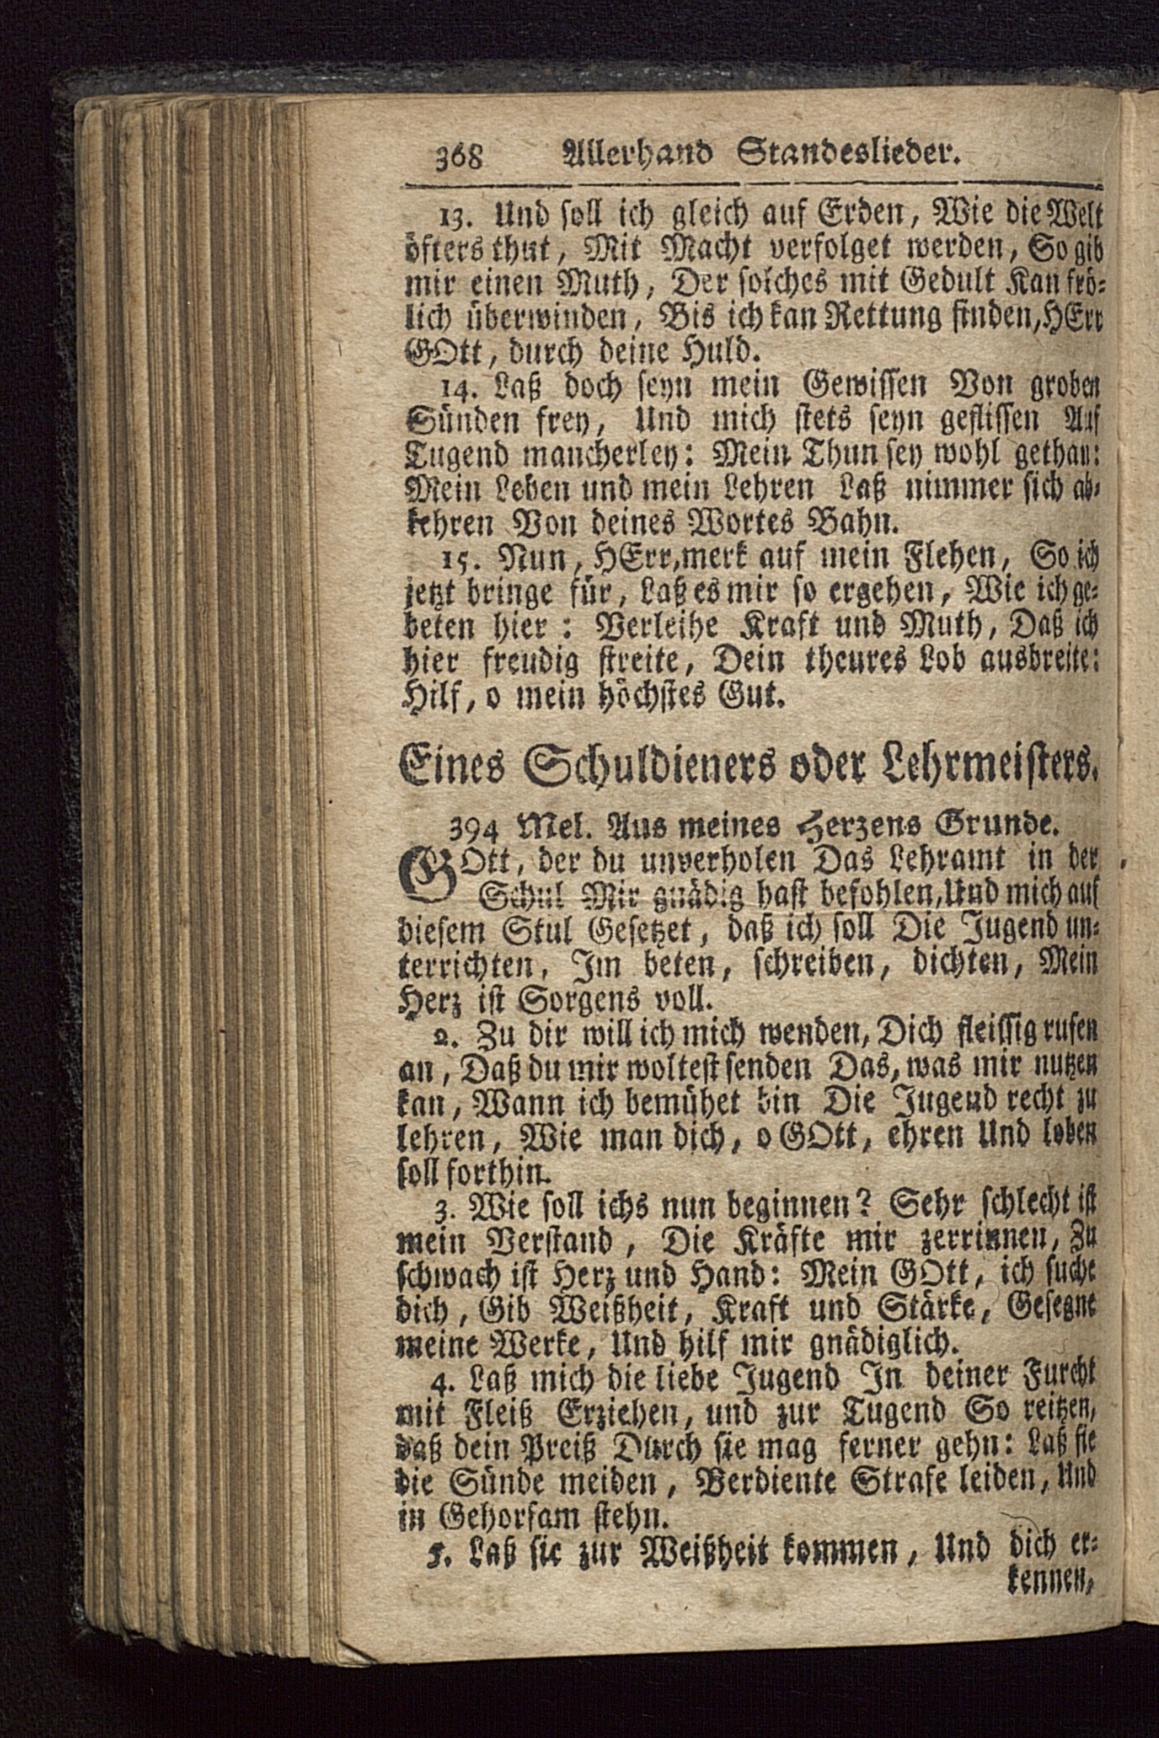 368 Allerhand Standeslieder.
13. Und soll ich gleich auf Erden, Wie die Welt
öfters thut, Mit Macht verfolget werden, So gib
mir einen Muth, Der solches mit Gedult Kan frö-
lich überwinden, Bis ich kan Rettung finden, HErr
GOtt, durch deine Huld.
14. Laß doch seyn mein Gewissen Von groben
Sünden frey, Und mich stets seyn geflissen Auf
Tugend mancherley: Mein Thun sey wohl gethan:
Mein Leben und mein Lehren Laß nimmer sich ab-
kehren Von deines Wortes Bahn.
15. Nun, HErr, merk auf mein Flehen, So ich
jetzt bringe für, Laß es mir so ergehen, Wie ich ge-
beten hier: Verleihe Kraft und Muth, Daß ich
hier freudig streite, Dein theures Lob ausbreite:
Hilf, o mein höchstes Gut.
Eines Schuldieners oder Lehrmeisters.
394 Mel. Aus meines Herzens Grunde.
GOtt, der du unverholen Das Lehramt in der
Schul Mir gnädig hast befohlen, Und mich auf
diesem Stul Gesetzet, daß ich soll Die Jugend un-
terrichten, Im beten, schreiben, dichten, Mein
Herz ist Sorgens voll.
2. Zu dir will ich mich wenden, Dich fleissig rufen
an, Daß du mir woltest senden Das, was mir nutzen
kan, Wann ich bemühet bin Die Jugend recht zu
lehren, Wie man dich, o GOtt, ehren Und loben
soll forthin.
3. Wie soll ichs nun beginnen? Sehr schlecht ist
mein Verstand, Die Kräfte mir zerrinnen, Zu
schwach ist Herz und Hand: Mein GOtt, ich suche
dich, Gib Weißheit, Kraft und Stärke, Gesegne
meine Werke, Und hilf mir gnädiglich.
4. Laß mich die liebe Jugend In deiner Furcht
mit Fleiß Erziehen, und zur Tugend So reitzen,
daß dein Preiß Durch sie mag ferner gehn: Laß sie
die Sünde meiden, Verdiente Strafe leiden, Und
in Gehorsam stehn.
5. Laß sie zur Weißheit kommen, Und dich er-
kennen,